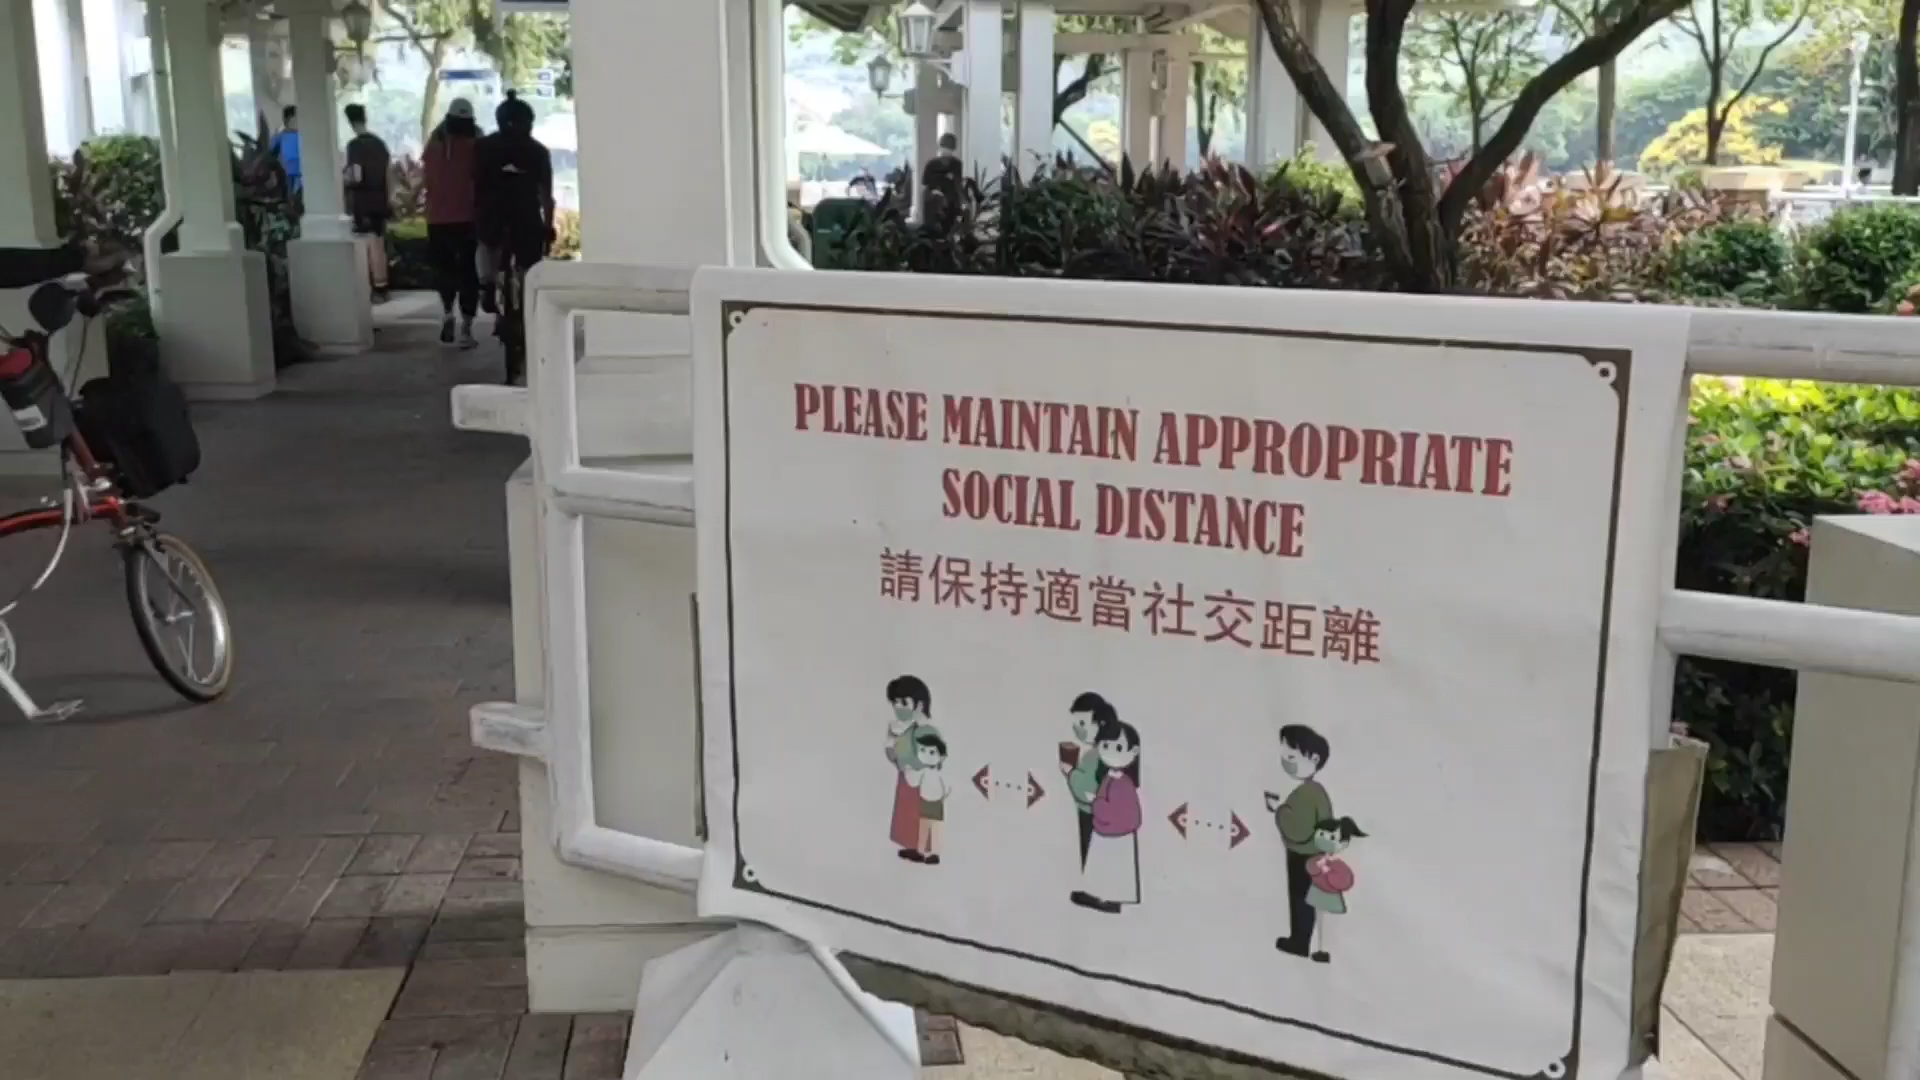 PLEASE MAINTAIN APPROPRIATE
SOCIAL DISTANCE
請保持適當社交距離